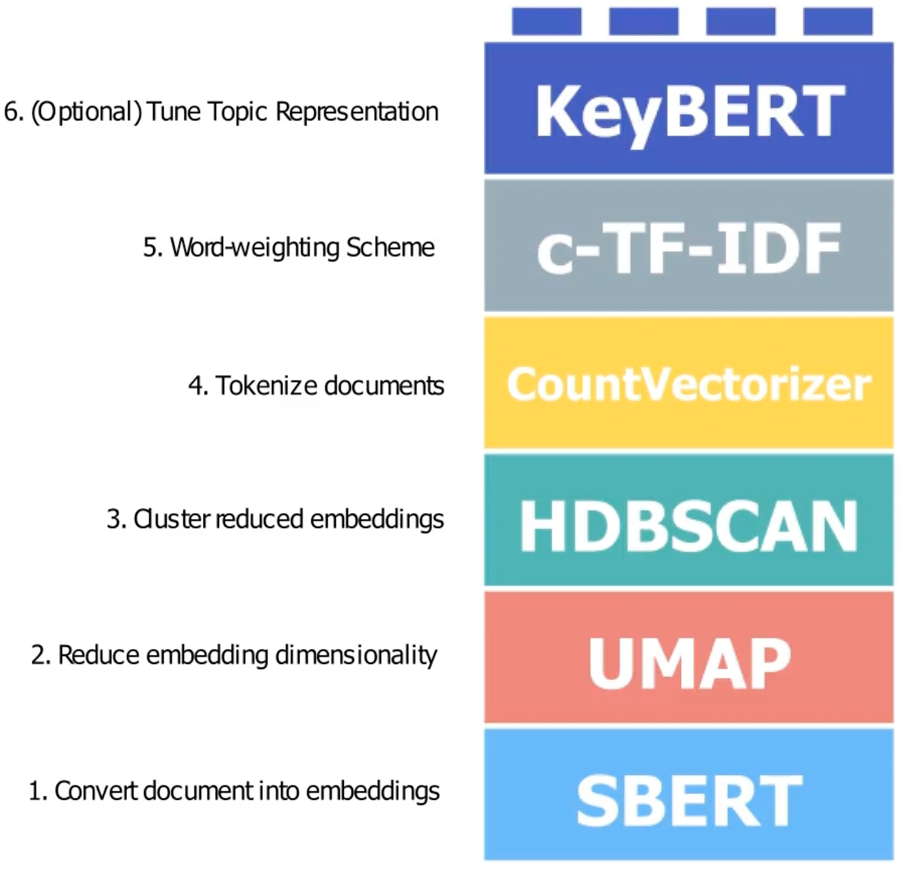 6. (Optional) Tune Topic Representation
KeyBERT
5. Word-weighting Scheme
c-TF-IDF
4. Tokenize documents
CountVectorizer
3. Cluster reduced embeddings
HDBSCAN
2. Reduce embedding dimensionality
UMAP
1. Convert document into embeddings
SBERT